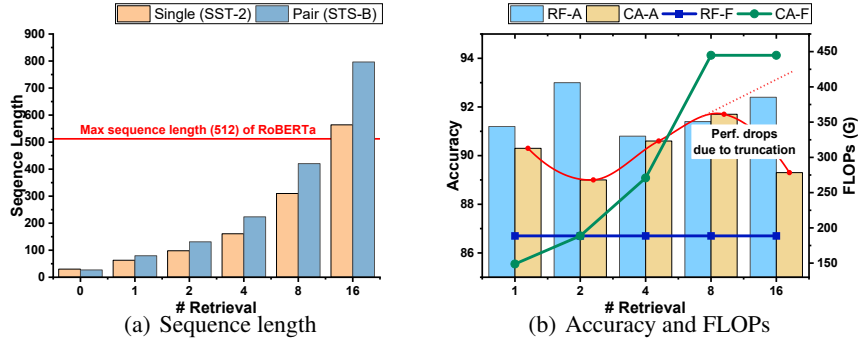 Single (SST-2) Pair (STS-B)
900
800
700
600
500
400
300
200
100
0
Seqence Length
Max sequence length (512) of RoBERTa
0 1 2 4 8 16
# Retrieval
(a) Sequence length
RF-A CA-A RF-F CA-F
94
92
90
88
86
Accuracy
450
400
350
300
250
200
150
FLOPs (G)
Perf. drops
due to truncation
1 2 4 8 16
# Retrieval
(b) Accuracy and FLOPs